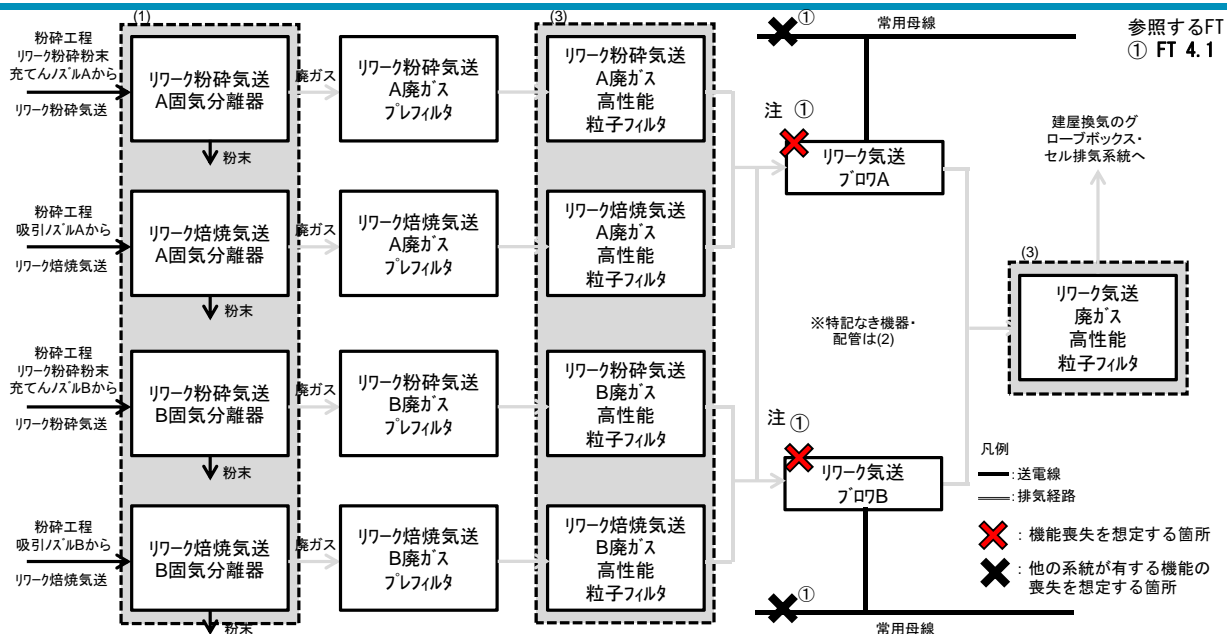 (1)
(3)
①
常用母線
参照するFT
① FT 4.1
粉砕工程
リワーク粉砕粉末
充てんノズルAから
リワーク粉砕気送
リワーク粉砕気送
A固気分離器
廃ガス
リワーク粉砕気送
A廃ガス
プレフィルタ
リワーク粉砕気送
A廃ガス
高性能
粒子フィルタ
粉末
注 ①
リワーク気送
ブロワA
建屋換気のグ
ローブボックス・
セル排気系統へ
粉砕工程
吸引ノズルAから
リワーク焙焼気送
リワーク焙焼気送
A固気分離器
廃ガス
リワーク焙焼気送
A廃ガス
プレフィルタ
リワーク焙焼気送
A廃ガス
高性能
粒子フィルタ
粉末
(3)
リワーク気送
廃ガス
高性能
粒子フィルタ
※特記なき機器・
配管は(2)
粉砕工程
リワーク粉砕粉末
充てんノズルBから
リワーク粉砕気送
リワーク粉砕気送
B固気分離器
廃ガス
リワーク粉砕気送
B廃ガス
プレフィルタ
リワーク粉砕気送
B廃ガス
高性能
粒子フィルタ
粉末
注 ①
リワーク気送
ブロワB
粉砕工程
吸引ノズルBから
リワーク焙焼気送
リワーク焙焼気送
B固気分離器
廃ガス
リワーク焙焼気送
B廃ガス
プレフィルタ
リワーク焙焼気送
B廃ガス
高性能
粒子フィルタ
粉末
①
常用母線
凡例
:送電線
:排気経路
: 機能喪失を想定する箇所
: 他の系統が有する機能の
喪失を想定する箇所